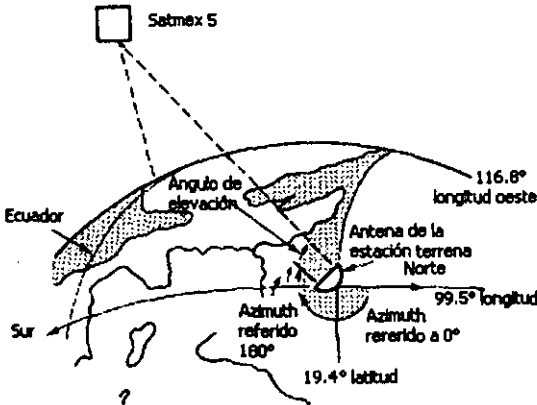 Satmex 5
116.8°
longitud oeste
Angulo de
elevación
Ecuador
Antena de la
estación terrena
Norte
99.5° longitud
Azimuth
referido
180°
Azimuth
rererido a 0°
Sur
19.4° latitud
?